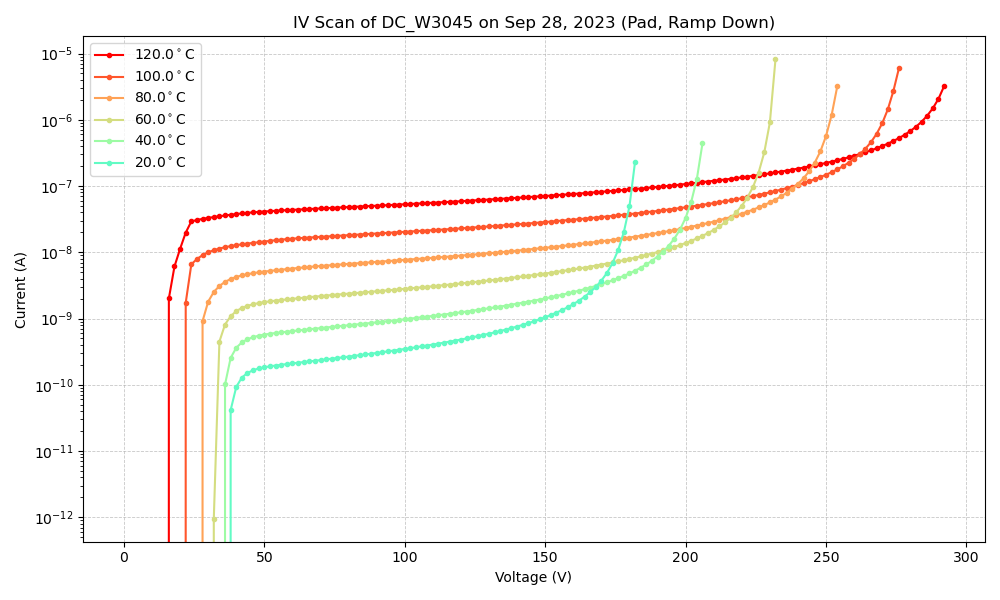 IV Scan of DC_W3045 on Sep 28, 2023 (Pad, Ramp Down)
120.0°C
100.0°C
80.0°C
60.0°C
40.0°C
20.0°C
Current (A)
10⁻⁵
10⁻⁶
10⁻⁷
10⁻⁸
10⁻⁹
10⁻¹⁰
10⁻¹¹
10⁻¹²
0 50 100 150 200 250 300
Voltage (V)